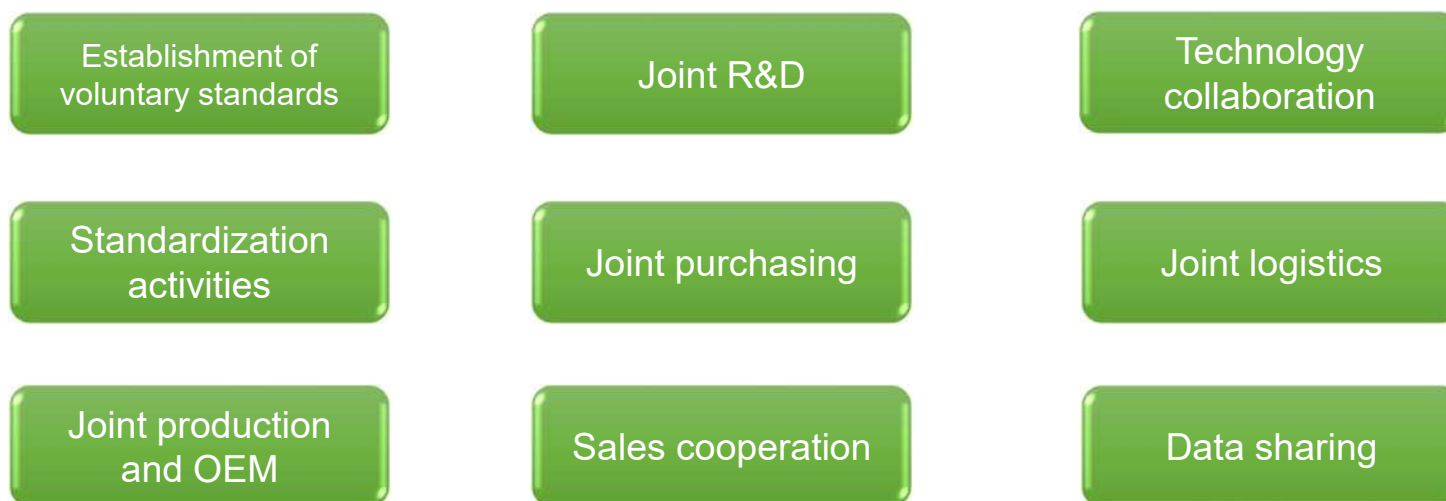 Establishment of
voluntary standards
Joint R&D
Technology
collaboration
Standardization
activities
Joint purchasing
Joint logistics
Joint production
and OEM
Sales cooperation
Data sharing